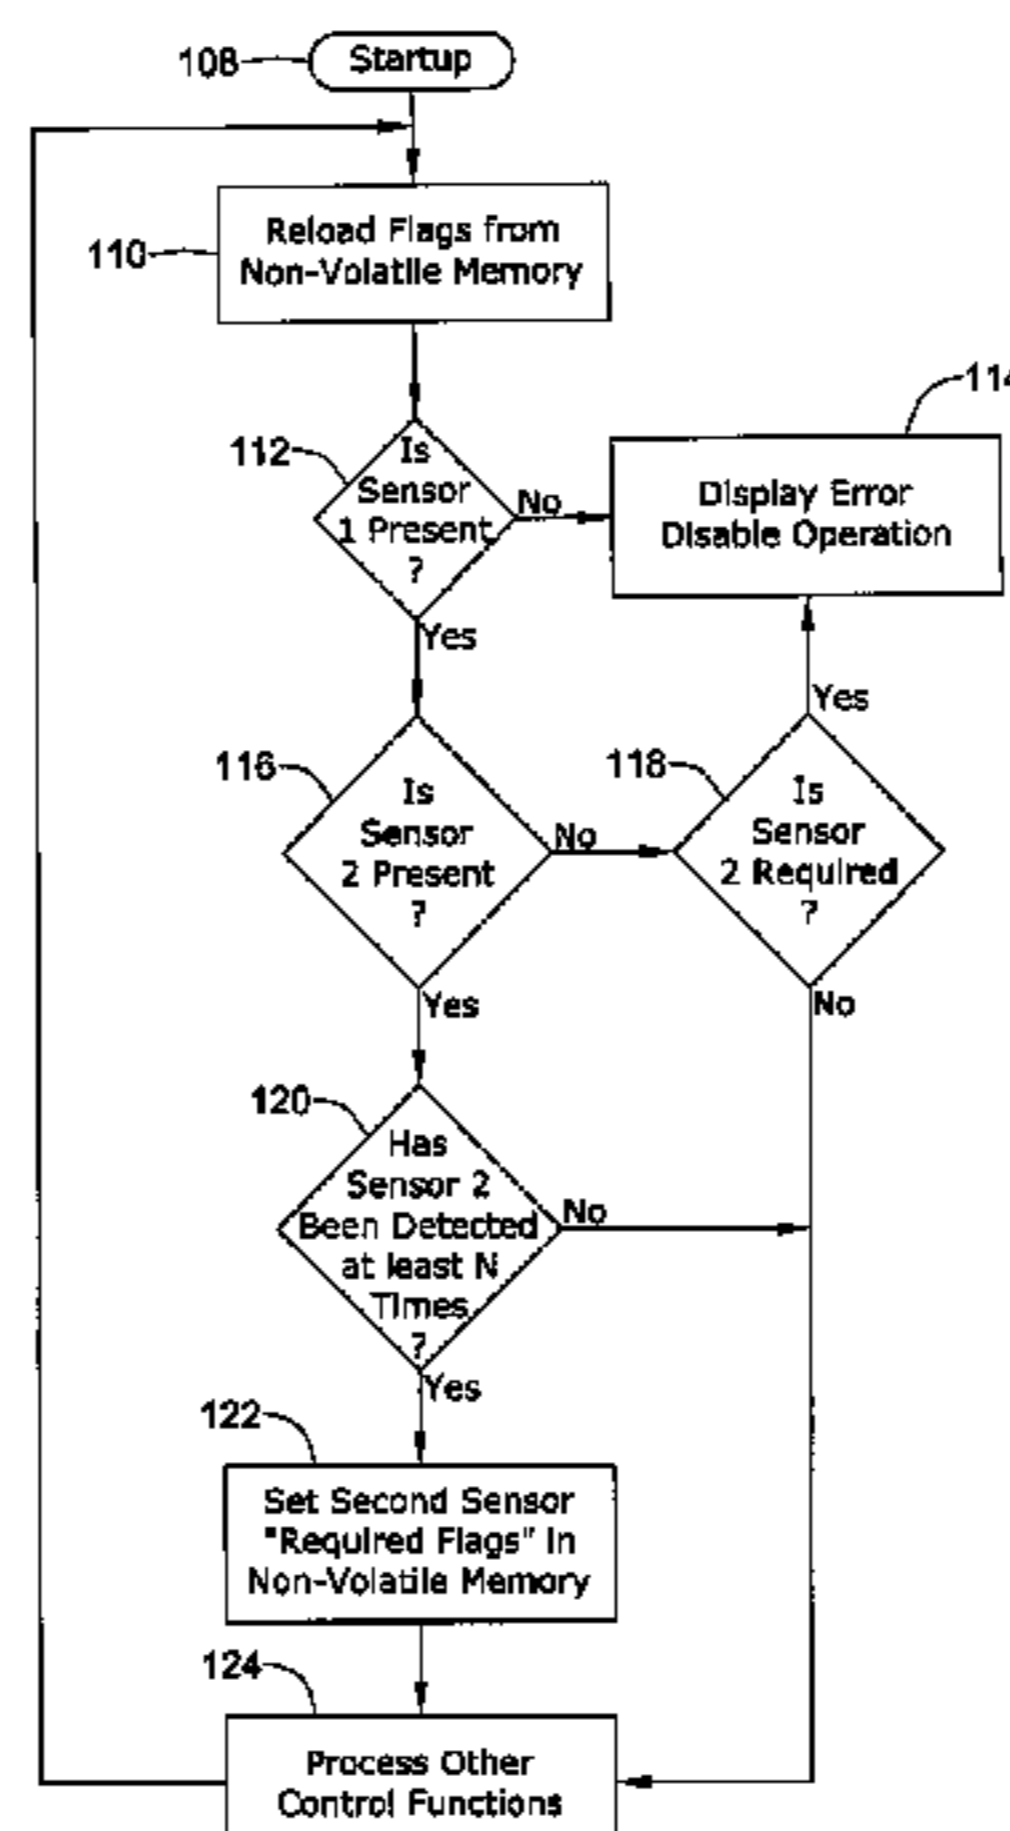 108
Startup
110
Reload Flags from
Non-Volatile Memory
112
Is
Sensor
1 Present
?
No
Yes
114
Display Error
Disable Operation
116
Is
Sensor
2 Present
?
No
Yes
118
Is
Sensor
2 Required
?
Yes
No
120
Has
Sensor 2
Been Detected
at least N
Times
?
No
Yes
122
Set Second Sensor
"Required Flags" in
Non-Volatile Memory
124
Process Other
Control Functions